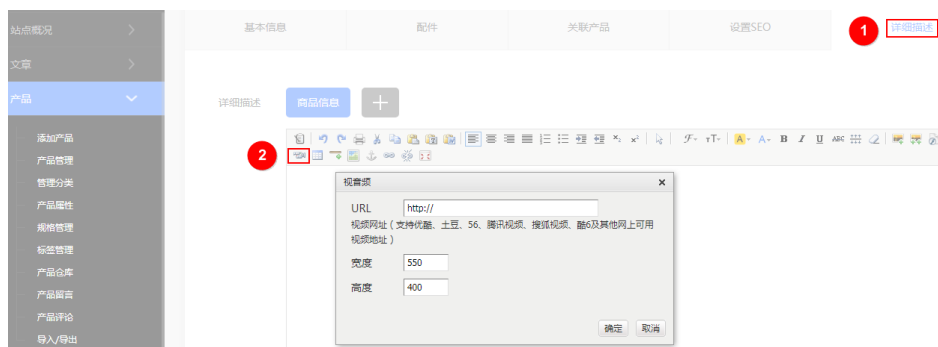 站点概况
基本信息
配件
关联产品
设置SEO
1
详细描述
文章
产品
详细描述
商品信息
添加产品
产品管理
2
视音频
管理分类
URL
http://
产品属性
视频网址（支持优酷、土豆、56、腾讯视频、搜狐视频、酷6及其他网上可用
视频地址）
规格管理
标签管理
宽度
550
产品仓库
高度
400
产品留言
产品评论
确定
取消
导入/导出